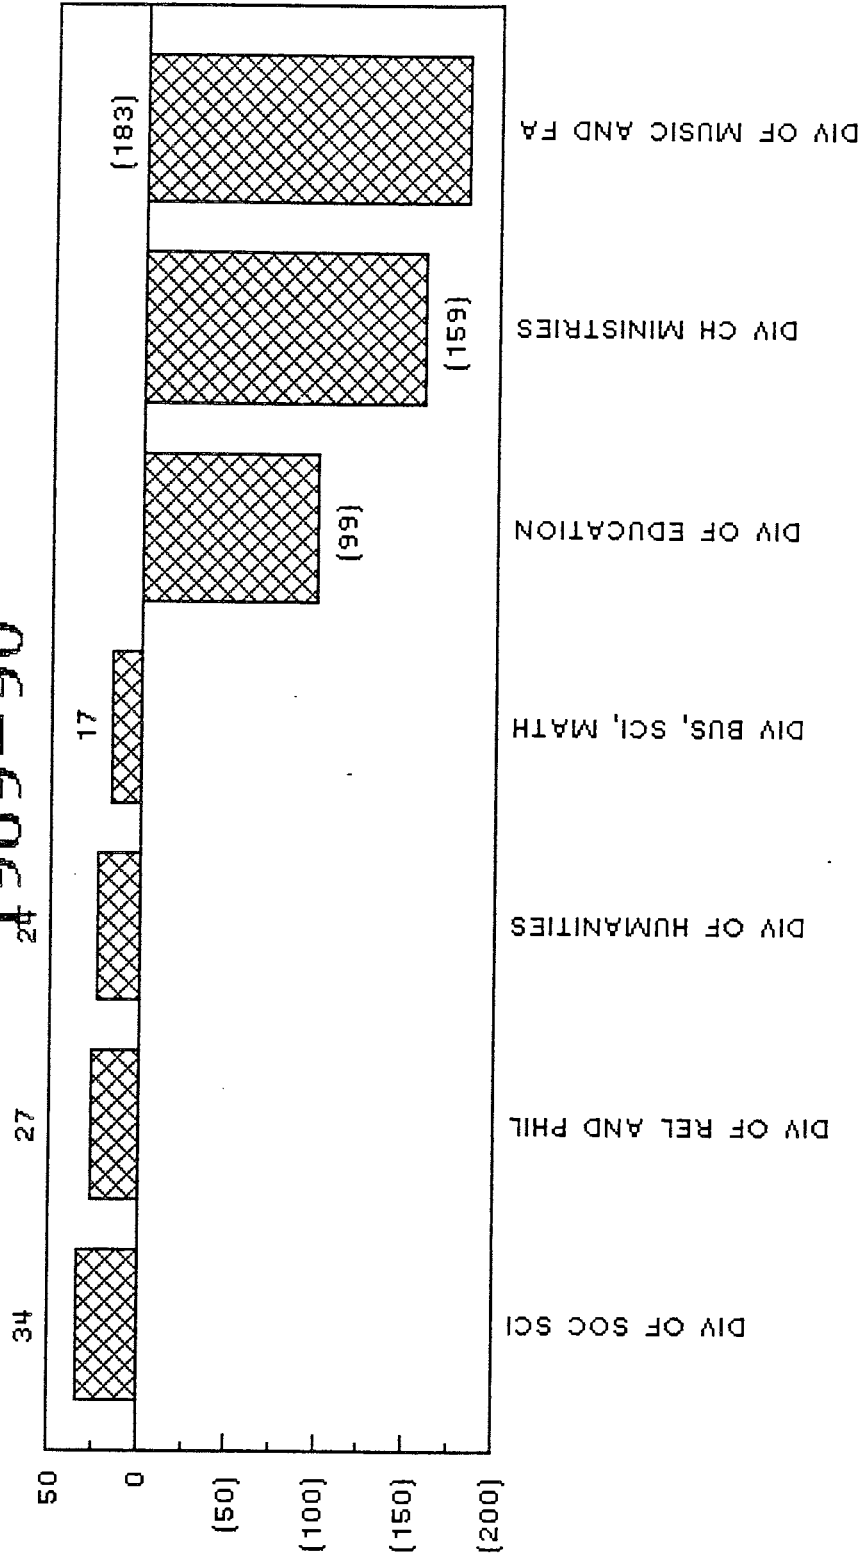 1989-90
34
27
24
17
(99)
(159)
(183)
50
0
(50)
(100)
(150)
(200)
DIV OF SOC SCI
DIV OF REL AND PHIL
DIV OF HUMANITIES
DIV BUS, SCI, MATH
DIV OF EDUCATION
DIV CH MINISTRIES
DIV OF MUSIC AND FA